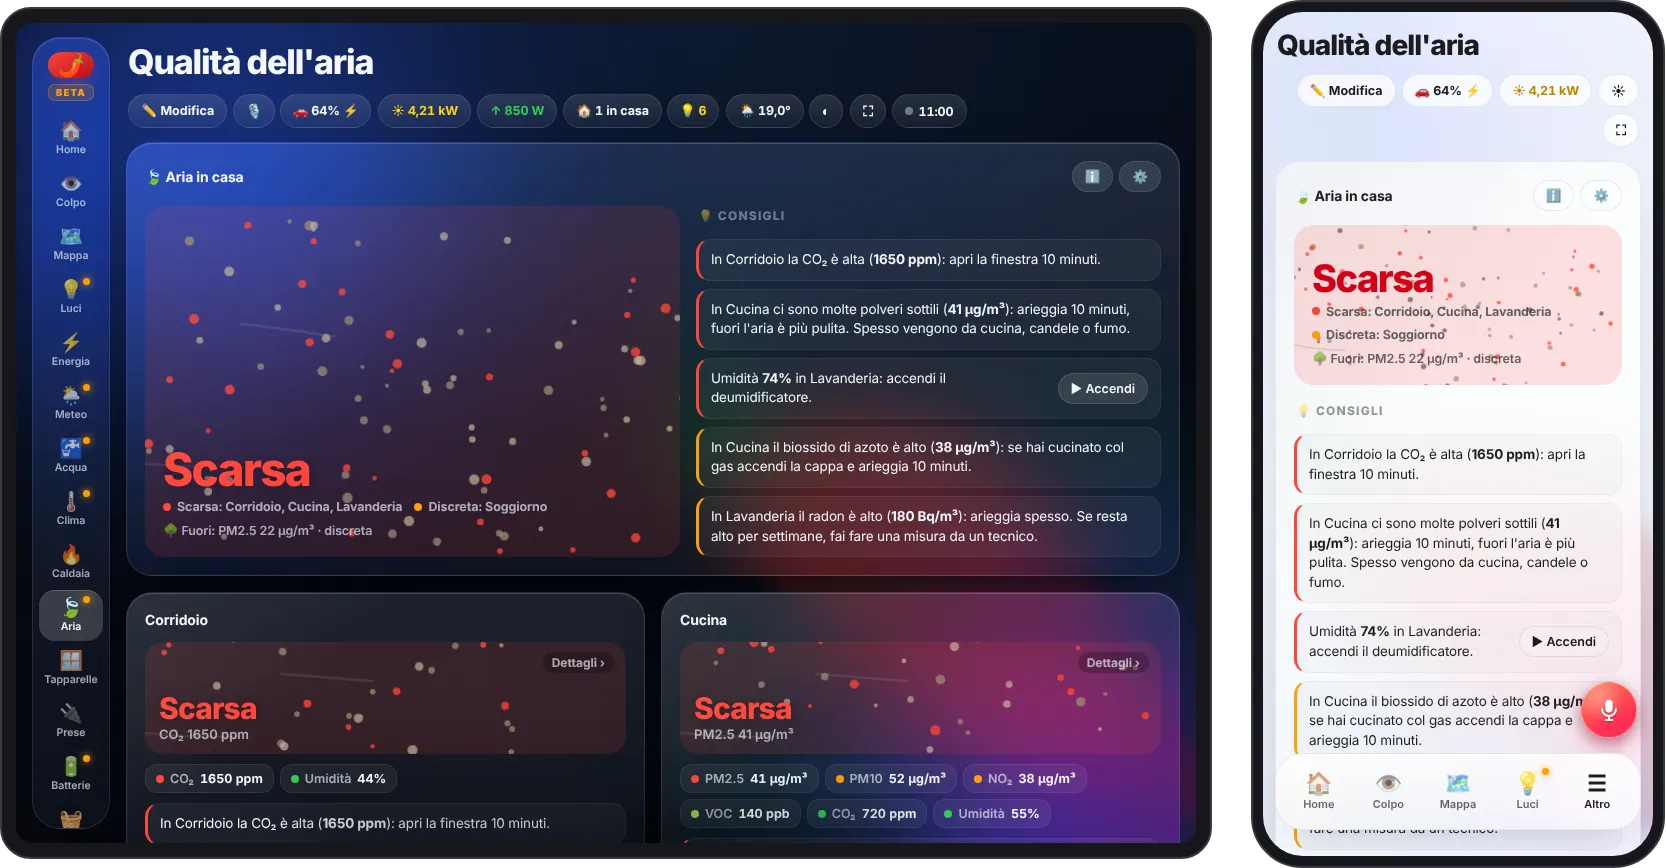 BETA
Home
Colpo
Mappa
Luci
Energia
Meteo
Acqua
Clima
Caldaia
Aria
Tapparelle
Prese
Batterie
Qualità dell'aria
✏️ Modifica
🚗 64% ⚡
☀ 4,21 kW
↑ 850 W
🏠 1 in casa
💡 6
🌦️ 19,0°
11:00
🍃 Aria in casa
Scarsa
Scarsa: Corridoio, Cucina, Lavanderia
Discreta: Soggiorno
🌳 Fuori: PM2.5 22 µg/m³ · discreta
💡 CONSIGLI
In Corridoio la CO₂ è alta (1650 ppm): apri la finestra 10 minuti.
In Cucina ci sono molte polveri sottili (41 µg/m³): arieggia 10 minuti,
fuori l'aria è più pulita. Spesso vengono da cucina, candele o fumo.
Umidità 74% in Lavanderia: accendi il
deumidificatore.
▶ Accendi
In Cucina il biossido di azoto è alto (38 µg/m³): se hai cucinato col
gas accendi la cappa e arieggia 10 minuti.
In Lavanderia il radon è alto (180 Bq/m³): arieggia spesso. Se resta
alto per settimane, fai fare una misura da un tecnico.
Corridoio
Dettagli ›
Scarsa
CO₂ 1650 ppm
CO₂ 1650 ppm
Umidità 44%
In Corridoio la CO₂ è alta (1650 ppm): apri la finestra 10 minuti.
Cucina
Dettagli ›
Scarsa
PM2.5 41 µg/m³
PM2.5 41 µg/m³
PM10 52 µg/m³
NO₂ 38 µg/m³
VOC 140 ppb
CO₂ 720 ppm
Umidità 55%
Qualità dell'aria
✏️ Modifica
🚗 64% ⚡
☀ 4,21 kW
🍃 Aria in casa
Scarsa
Scarsa: Corridoio, Cucina, Lavanderia
Discreta: Soggiorno
🌳 Fuori: PM2.5 22 µg/m³ · discreta
💡 CONSIGLI
In Corridoio la CO₂ è alta (1650 ppm): apri la
finestra 10 minuti.
In Cucina ci sono molte polveri sottili (41
µg/m³): arieggia 10 minuti, fuori l'aria è più
pulita. Spesso vengono da cucina, candele o
fumo.
Umidità 74% in Lavanderia:
accendi il deumidificatore.
▶ Accendi
In Cucina il biossido di azoto è alto (38 µg/m
se hai cucinato col gas accendi la cappa e
arieggia 10 minuti.
Home
Colpo
Mappa
Luci
Altro
fare una misura da un tecnico.